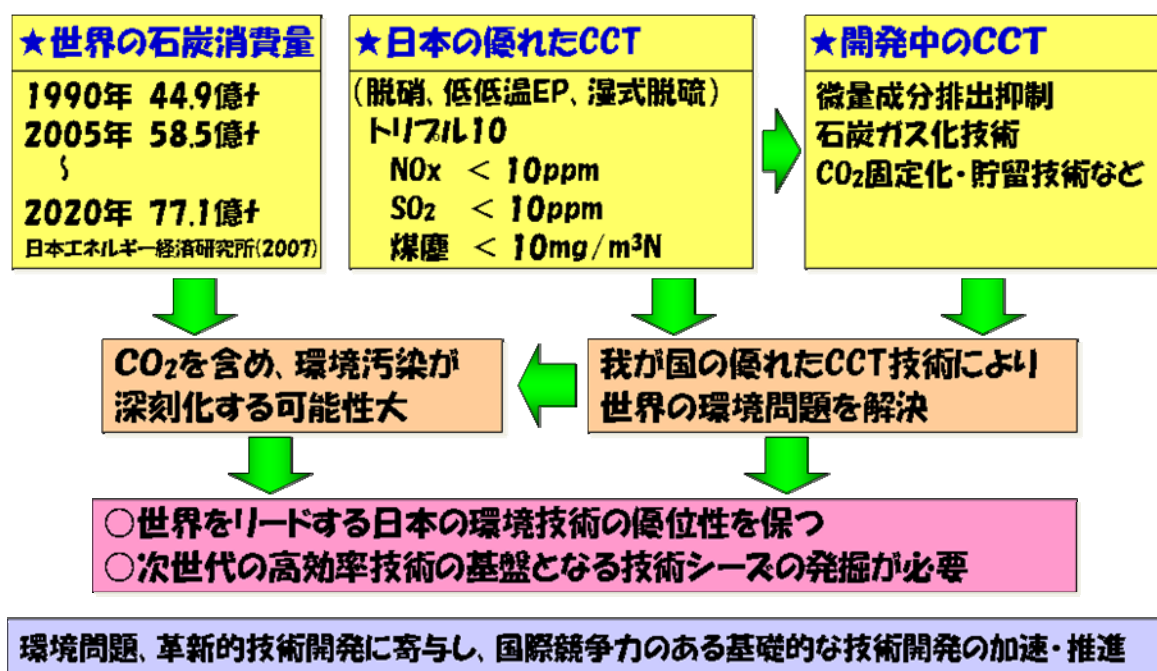 ★世界の石炭消費量
1990年 44.9億㌧
2005年 58.5億㌧
～
2020年 77.1億㌧
日本エネルギー経済研究所(2007)
★日本の優れたCCT
(脱硝、低低温EP、湿式脱硫)
トリプル10
NOx < 10ppm
SO₂ < 10ppm
煤塵 < 10mg/m³N
★開発中のCCT
微量成分排出抑制
石炭ガス化技術
CO₂固定化・貯留技術など
CO₂を含め、環境汚染が
深刻化する可能性大
我が国の優れたCCT技術により
世界の環境問題を解決
○世界をリードする日本の環境技術の優位性を保つ
○次世代の高効率技術の基盤となる技術シーズの発掘が必要
環境問題、革新的技術開発に寄与し、国際競争力のある基礎的な技術開発の加速・推進